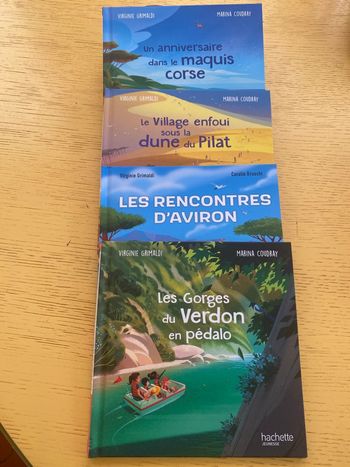 VIRGINIE GRIMALDI MARINA COUDRAY
Un anniversaire
dans le maquis
corse
VIRGINIE GRIMALDI MARINA COUDRAY
Le Village enfoui
sous la
dune du Pilat
Virginie Grimaldi Coralie Bruschi
LES RENCONTRES
D'AVIRON
VIRGINIE GRIMALDI MARINA COUDRAY
Les Gorges
du Verdon
en pédalo
hachette
JEUNESSE